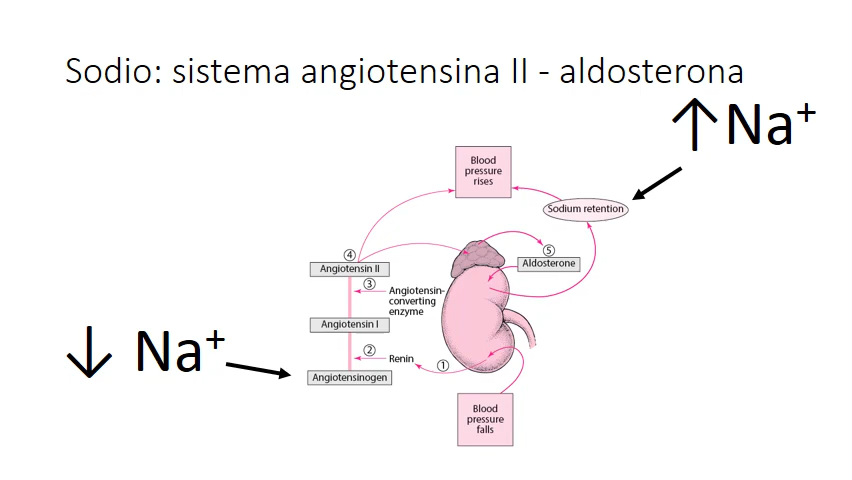 Sodio: sistema angiotensina II - aldosterona
↑Na+
Blood
pressure
rises
Sodium retention
④
⑤
Angiotensin II
Aldosterone
③
Angiotensin-
converting
enzyme
Angiotensin I
↓ Na+
②
Renin
①
Angiotensinogen
Blood
pressure
falls